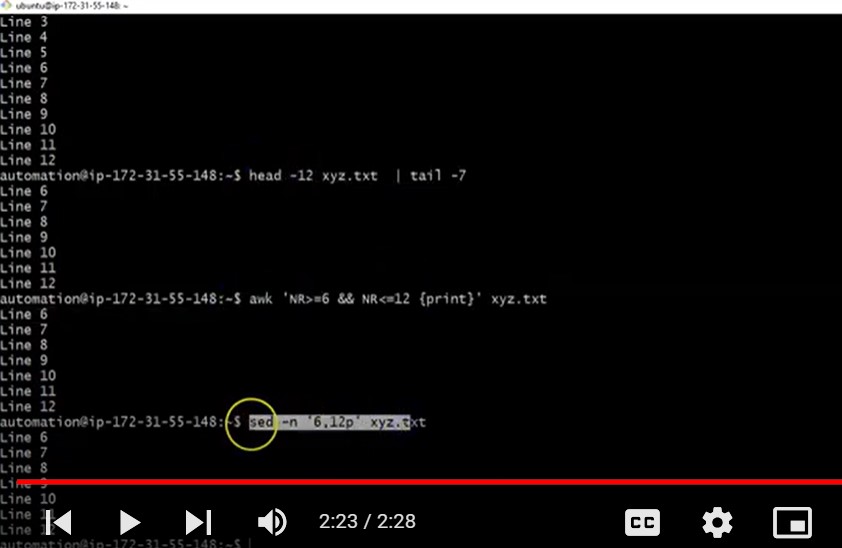 ubuntu@ip-172-31-55-148: ~
Line 3
Line 4
Line 5
Line 6
Line 7
Line 8
Line 9
Line 10
Line 11
Line 12
automation@ip-172-31-55-148:~$ head -12 xyz.txt  | tail -7
Line 6
Line 7
Line 8
Line 9
Line 10
Line 11
Line 12
automation@ip-172-31-55-148:~$ awk 'NR>=6 && NR<=12 {print}' xyz.txt
Line 6
Line 7
Line 8
Line 9
Line 10
Line 11
Line 12
automation@ip-172-31-55-148:~$ sed -n '6,12p' xyz.txt
Line 6
Line 7
Line 8
Line 9
Line 10
Line 11
Line 12
2:23 / 2:28
CC
automation@ip-172-31-55-148:~$